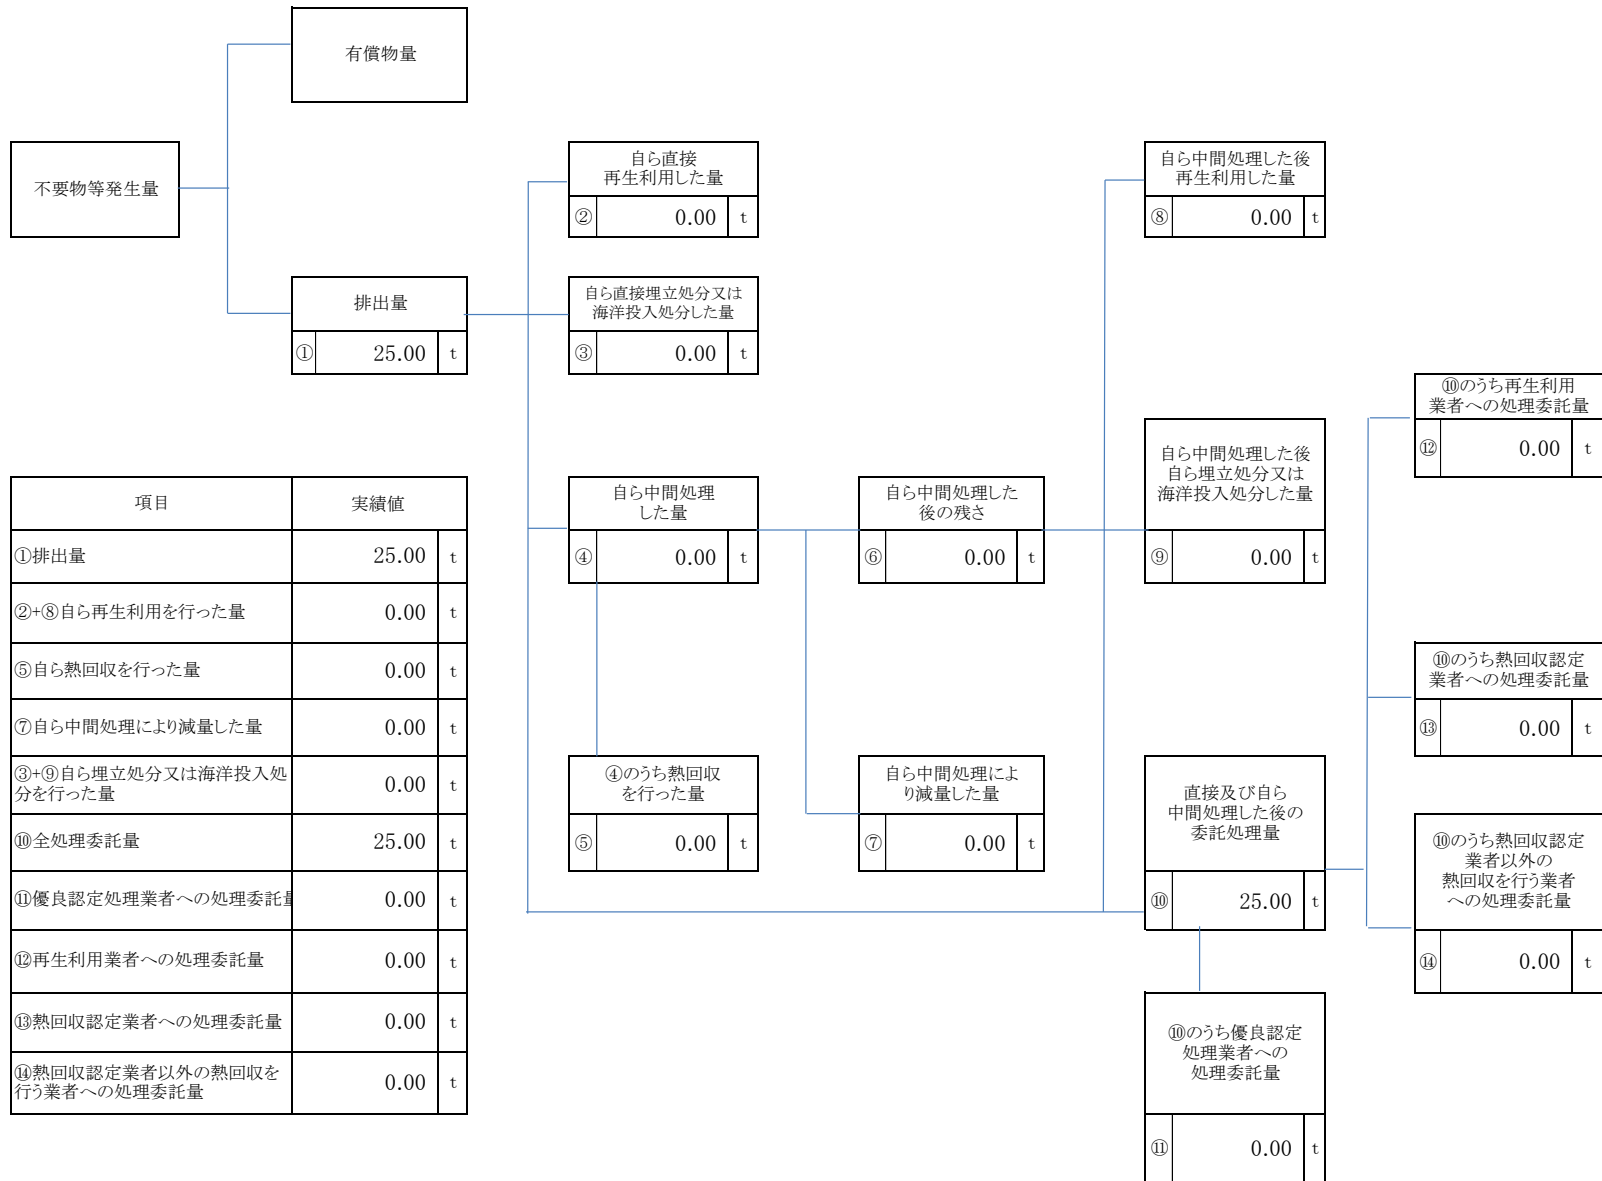 有償物量
不要物等発生量
排出量
① 25.00 t
自ら直接
再生利用した量
② 0.00 t
自ら直接埋立処分又は
海洋投入処分した量
③ 0.00 t
自ら中間処理
した量
④ 0.00 t
④のうち熱回収
を行った量
⑤ 0.00 t
自ら中間処理した
後の残さ
⑥ 0.00 t
自ら中間処理によ
り減量した量
⑦ 0.00 t
自ら中間処理した後
再生利用した量
⑧ 0.00 t
自ら中間処理した後
自ら埋立処分又は
海洋投入処分した量
⑨ 0.00 t
直接及び自ら
中間処理した後の
委託処理量
⑩ 25.00 t
⑩のうち優良認定
処理業者への
処理委託量
⑪ 0.00 t
⑩のうち再生利用
業者への処理委託量
⑫ 0.00 t
⑩のうち熱回収認定
業者への処理委託量
⑬ 0.00 t
⑩のうち熱回収認定
業者以外の
熱回収を行う業者
への処理委託量
⑭ 0.00 t
項目 実績値
①排出量 25.00 t
②+⑧自ら再生利用を行った量 0.00 t
⑤自ら熱回収を行った量 0.00 t
⑦自ら中間処理により減量した量 0.00 t
③+⑨自ら埋立処分又は海洋投入処
分を行った量 0.00 t
⑩全処理委託量 25.00 t
⑪優良認定処理業者への処理委託量 0.00 t
⑫再生利用業者への処理委託量 0.00 t
⑬熱回収認定業者への処理委託量 0.00 t
⑭熱回収認定業者以外の熱回収を
行う業者への処理委託量 0.00 t